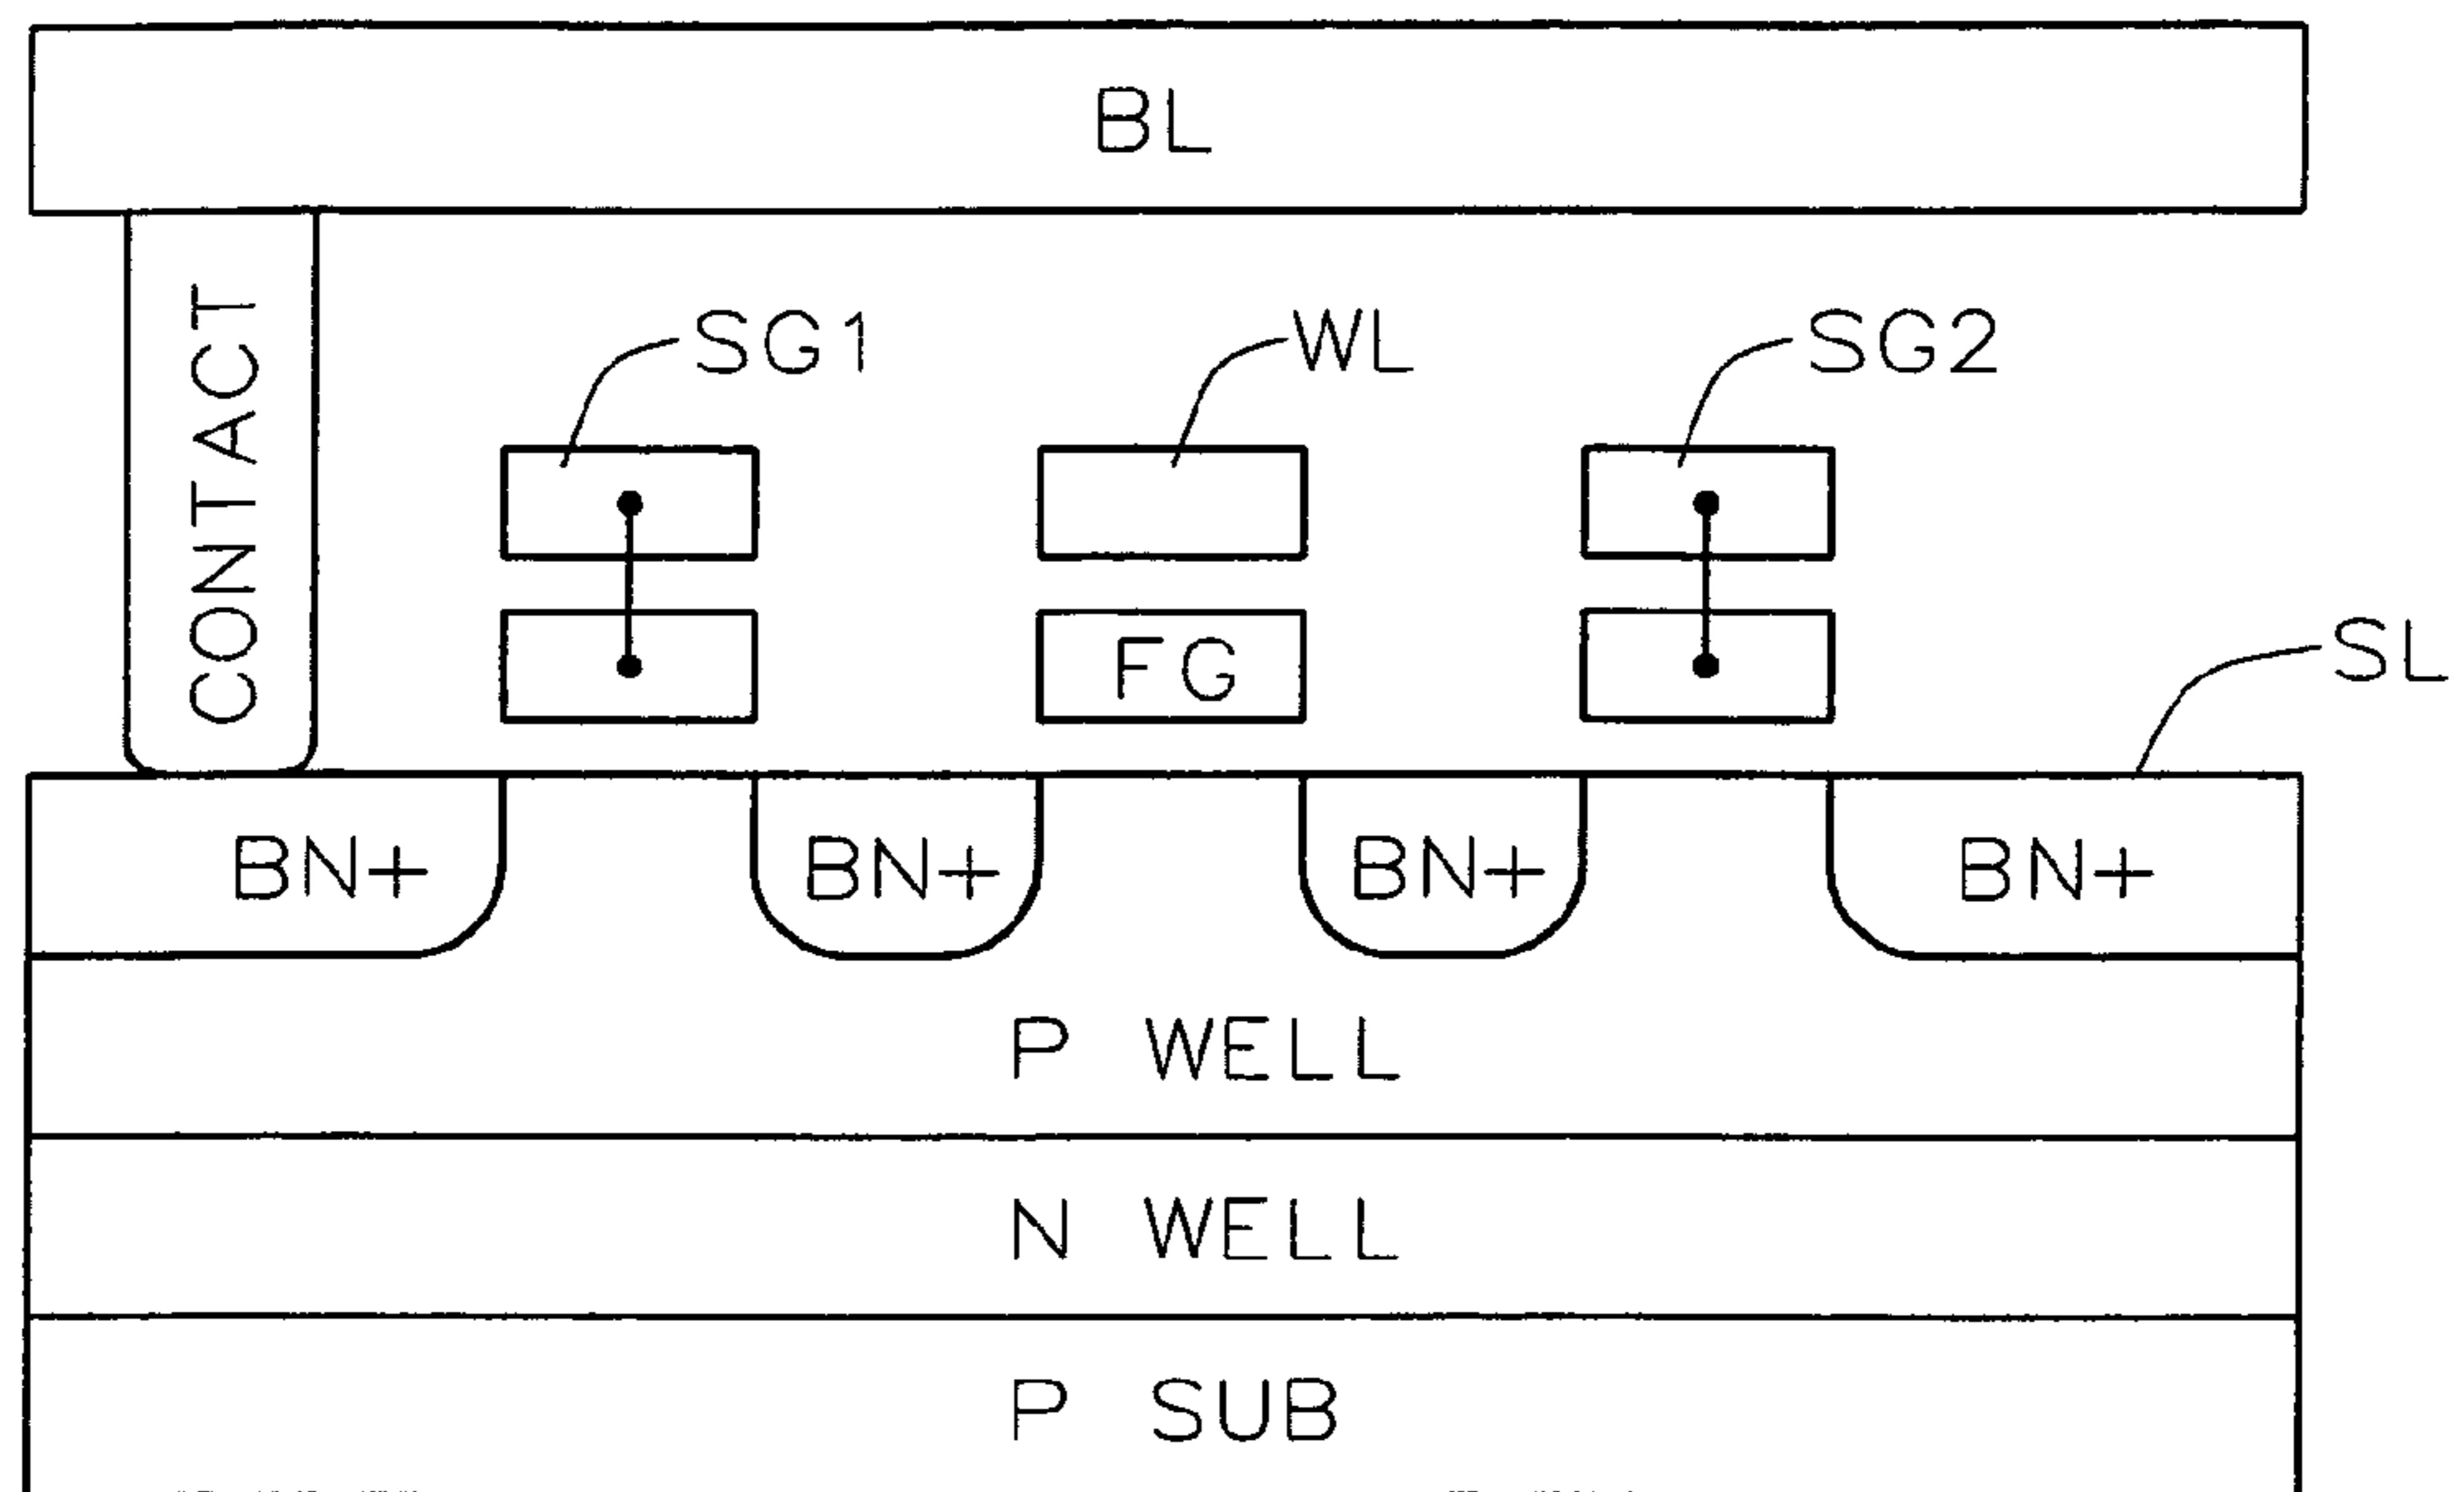 BL
CONTACT
SG1
WL
SG2
FG
SL
BN+ BN+ BN+ BN+
P WELL
N WELL
P SUB